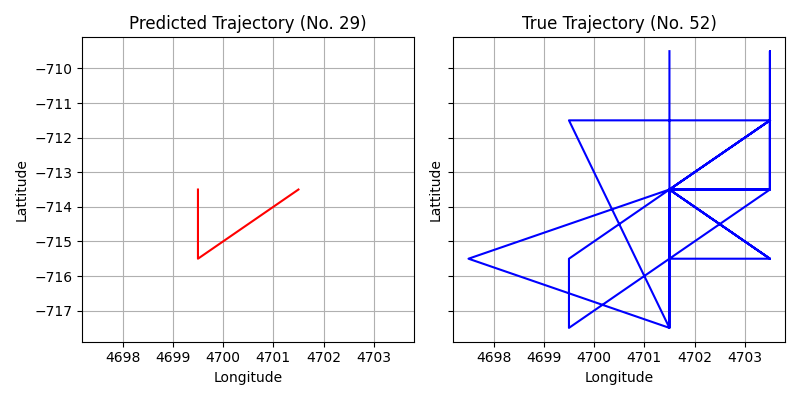 Predicted Trajectory (No. 29)
True Trajectory (No. 52)
Lattitude
−710
−711
−712
−713
−714
−715
−716
−717
Lattitude
4698 4699 4700 4701 4702 4703
4698 4699 4700 4701 4702 4703
Longitude
Longitude